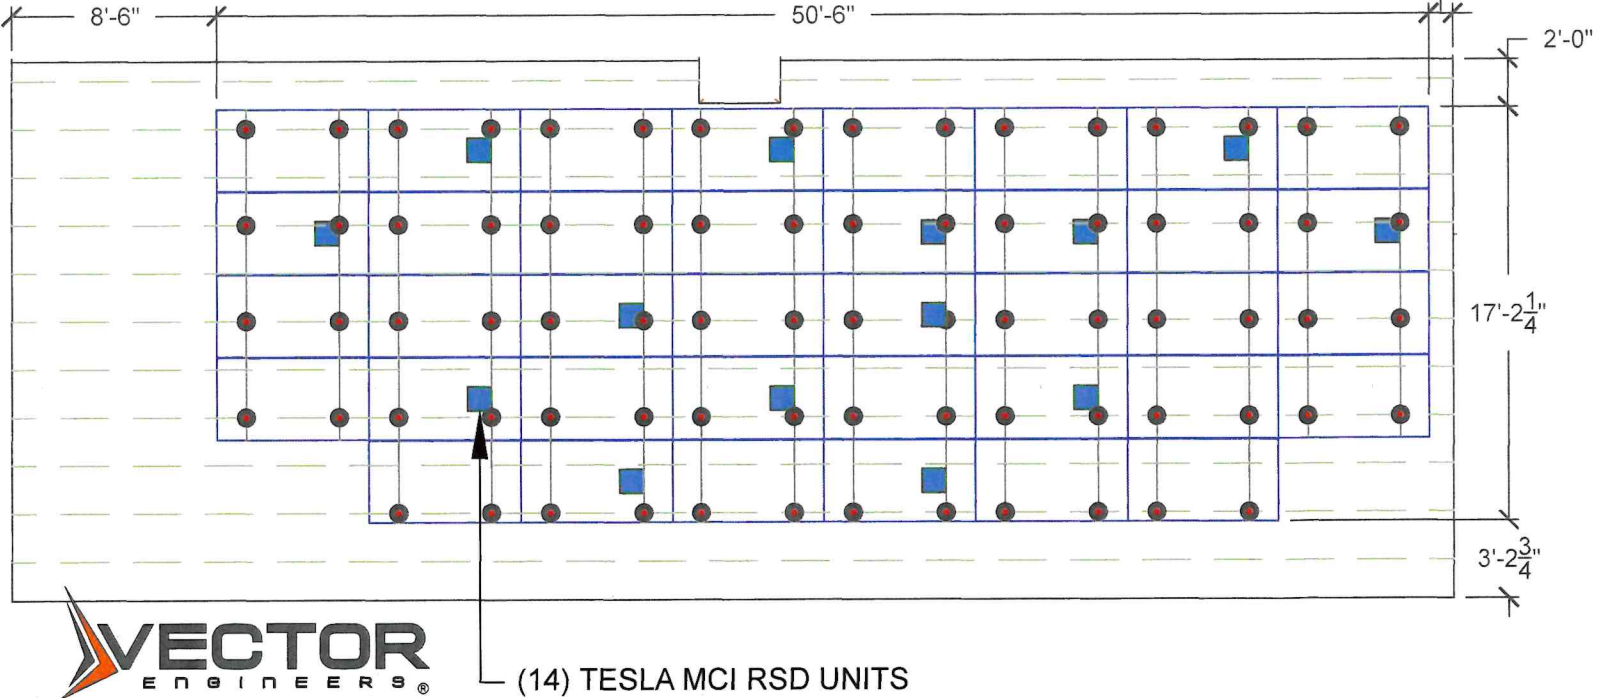 8'-6"
50'-6"
2'-0"
17'-2 1/4"
3'-2 3/4"
VECTOR
ENGINEERS®
(14) TESLA MCI RSD UNITS